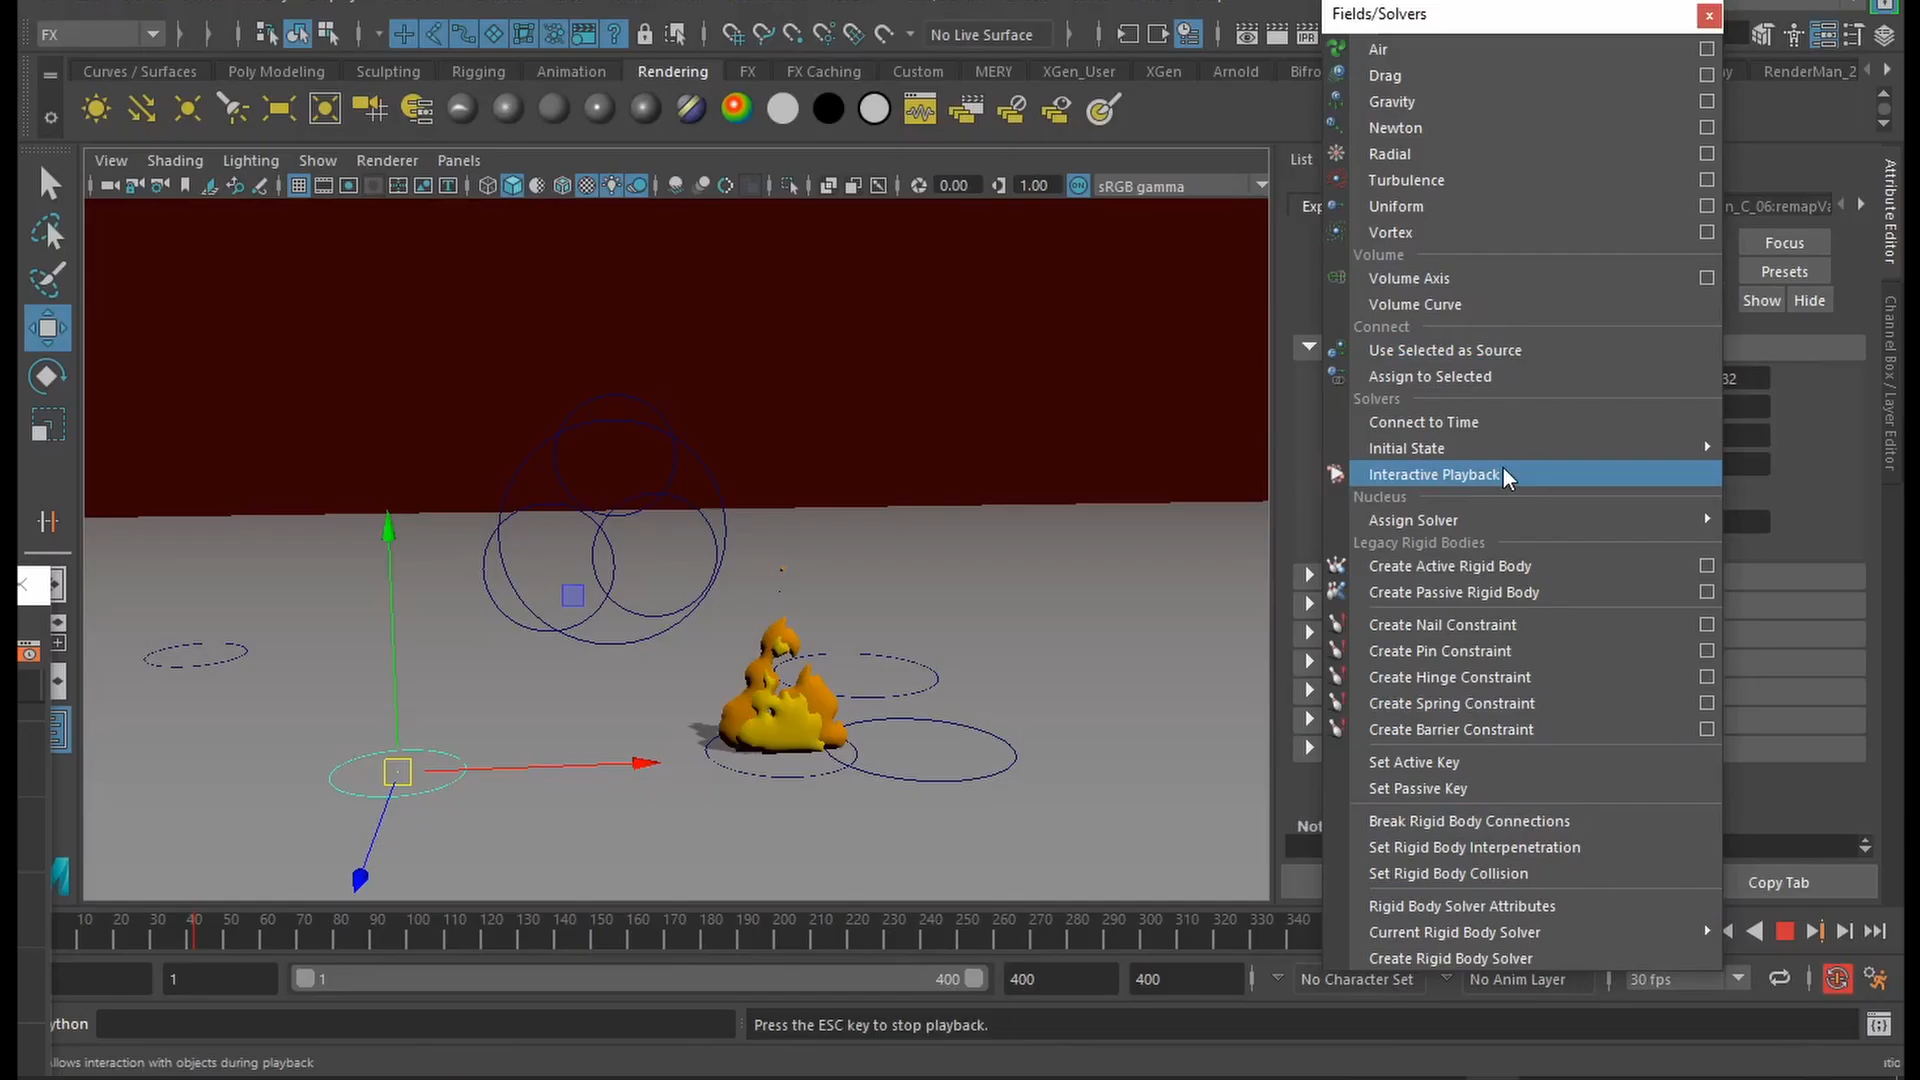 Fields/Solvers
FX
No Live Surface
Air
Curves / Surfaces
Poly Modeling
Sculpting
Rigging
Animation
Rendering
FX
FX Caching
Custom
MERY
XGen_User
XGen
Arnold
Bifro
Drag
RenderMan_2
Gravity
Newton
View
Shading
Lighting
Show
Renderer
Panels
List
Radial
0.00
1.00
ON
sRGB gamma
Turbulence
Exp
Uniform
n_C_06:remapVa
Attribute Editor
Vortex
Focus
Volume
Volume Axis
Presets
Volume Curve
Show
Hide
Connect
Use Selected as Source
Assign to Selected
32
Channel Box / Layer Editor
Solvers
Connect to Time
Initial State
Interactive Playback
Nucleus
Assign Solver
Legacy Rigid Bodies
Create Active Rigid Body
Create Passive Rigid Body
Create Nail Constraint
Create Pin Constraint
Create Hinge Constraint
Create Spring Constraint
Create Barrier Constraint
Set Active Key
Set Passive Key
Break Rigid Body Connections
Not
Set Rigid Body Interpenetration
Set Rigid Body Collision
Copy Tab
Rigid Body Solver Attributes
10 20 30 40 50 60 70 80 90 100 110 120 130 140 150 160 170 180 190 200 210 220 230 240 250 260 270 280 290 300 310 320 330 340
Current Rigid Body Solver
Create Rigid Body Solver
1
1
400
400
400
No Character Set
No Anim Layer
30 fps
ython
Press the ESC key to stop playback.
llows interaction with objects during playback